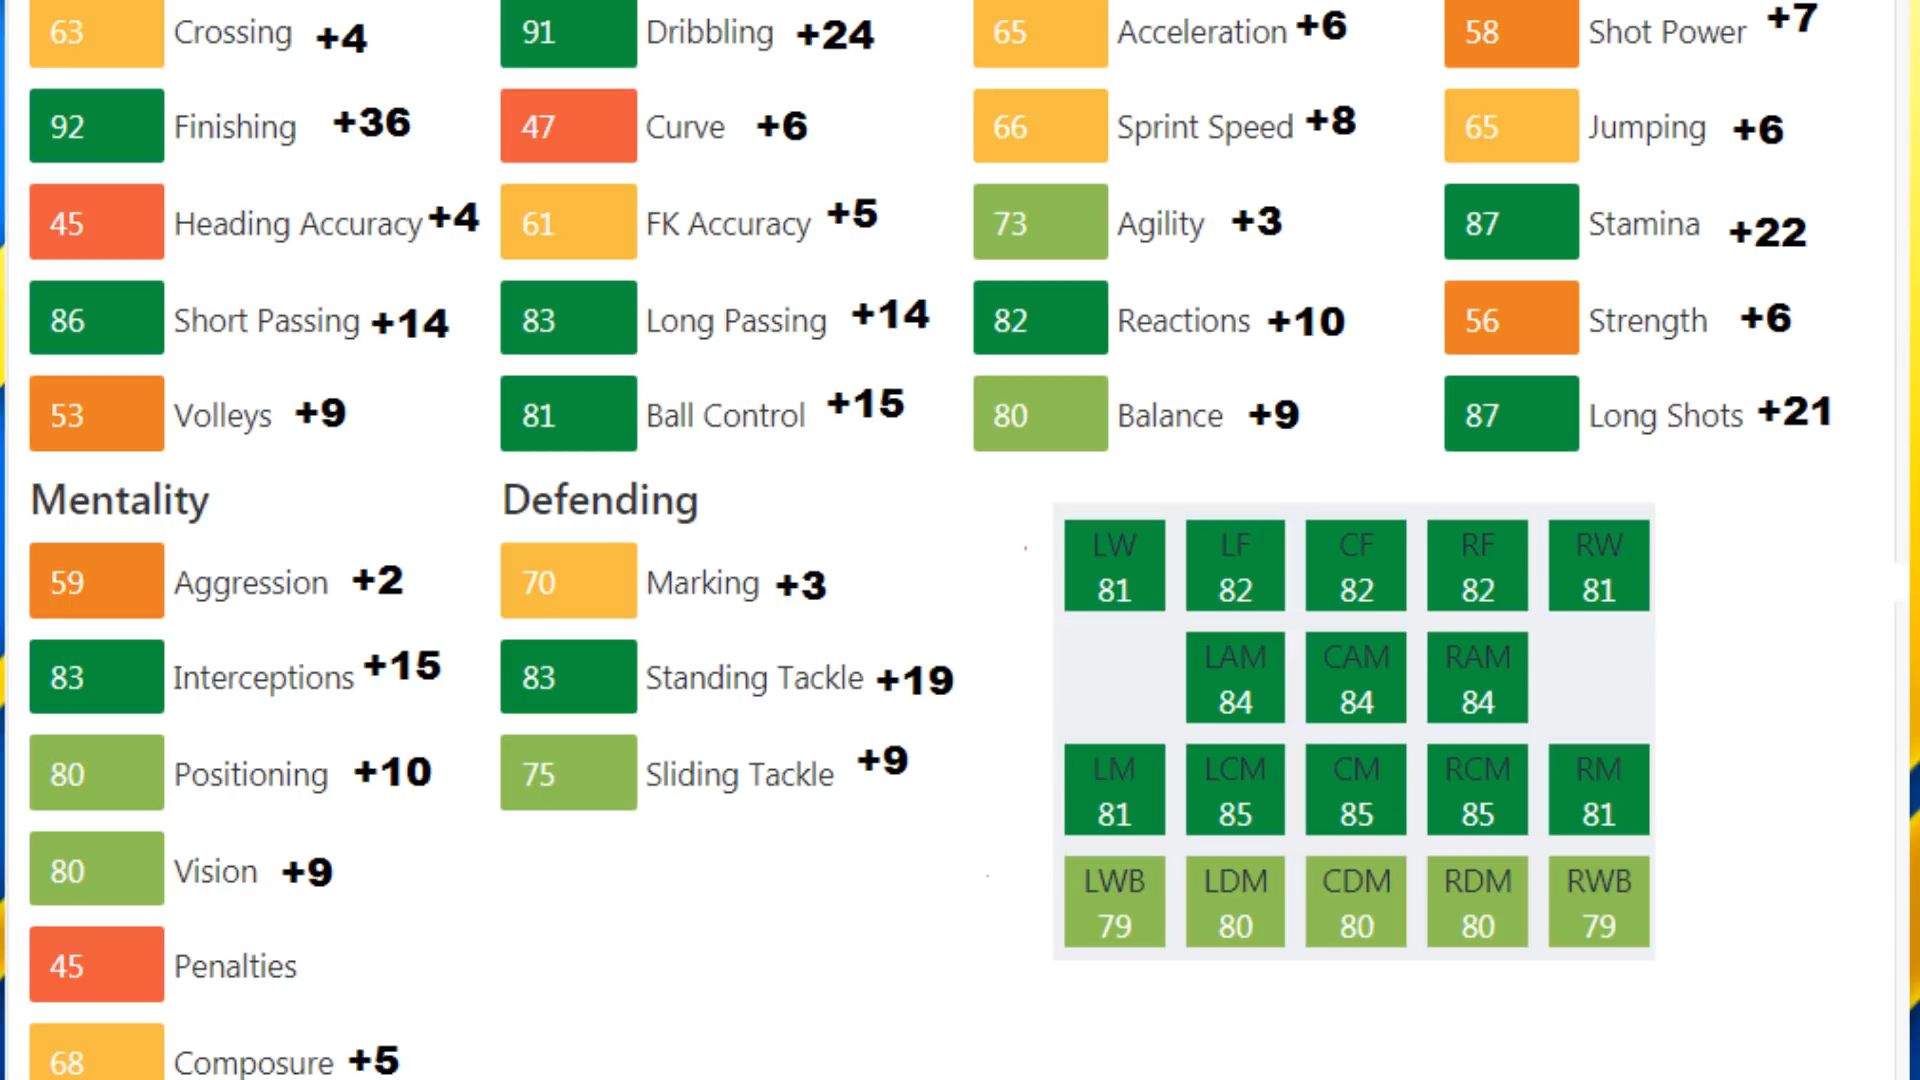 63 Crossing +4 91 Dribbling +24 65 Acceleration +6 58 Shot Power +7
92 Finishing +36 47 Curve +6 66 Sprint Speed +8 65 Jumping +6
45 Heading Accuracy +4 61 FK Accuracy +5 73 Agility +3 87 Stamina +22
86 Short Passing +14 83 Long Passing +14 82 Reactions +10 56 Strength +6
53 Volleys +9 81 Ball Control +15 80 Balance +9 87 Long Shots +21
Mentality Defending
59 Aggression +2 70 Marking +3
83 Interceptions +15 83 Standing Tackle +19
80 Positioning +10 75 Sliding Tackle +9
80 Vision +9
45 Penalties
68 Composure +5
LW LF CF RF RW
81 82 82 82 81
LAM CAM RAM
84 84 84
LM LCM CM RCM RM
81 85 85 85 81
LWB LDM CDM RDM RWB
79 80 80 80 79